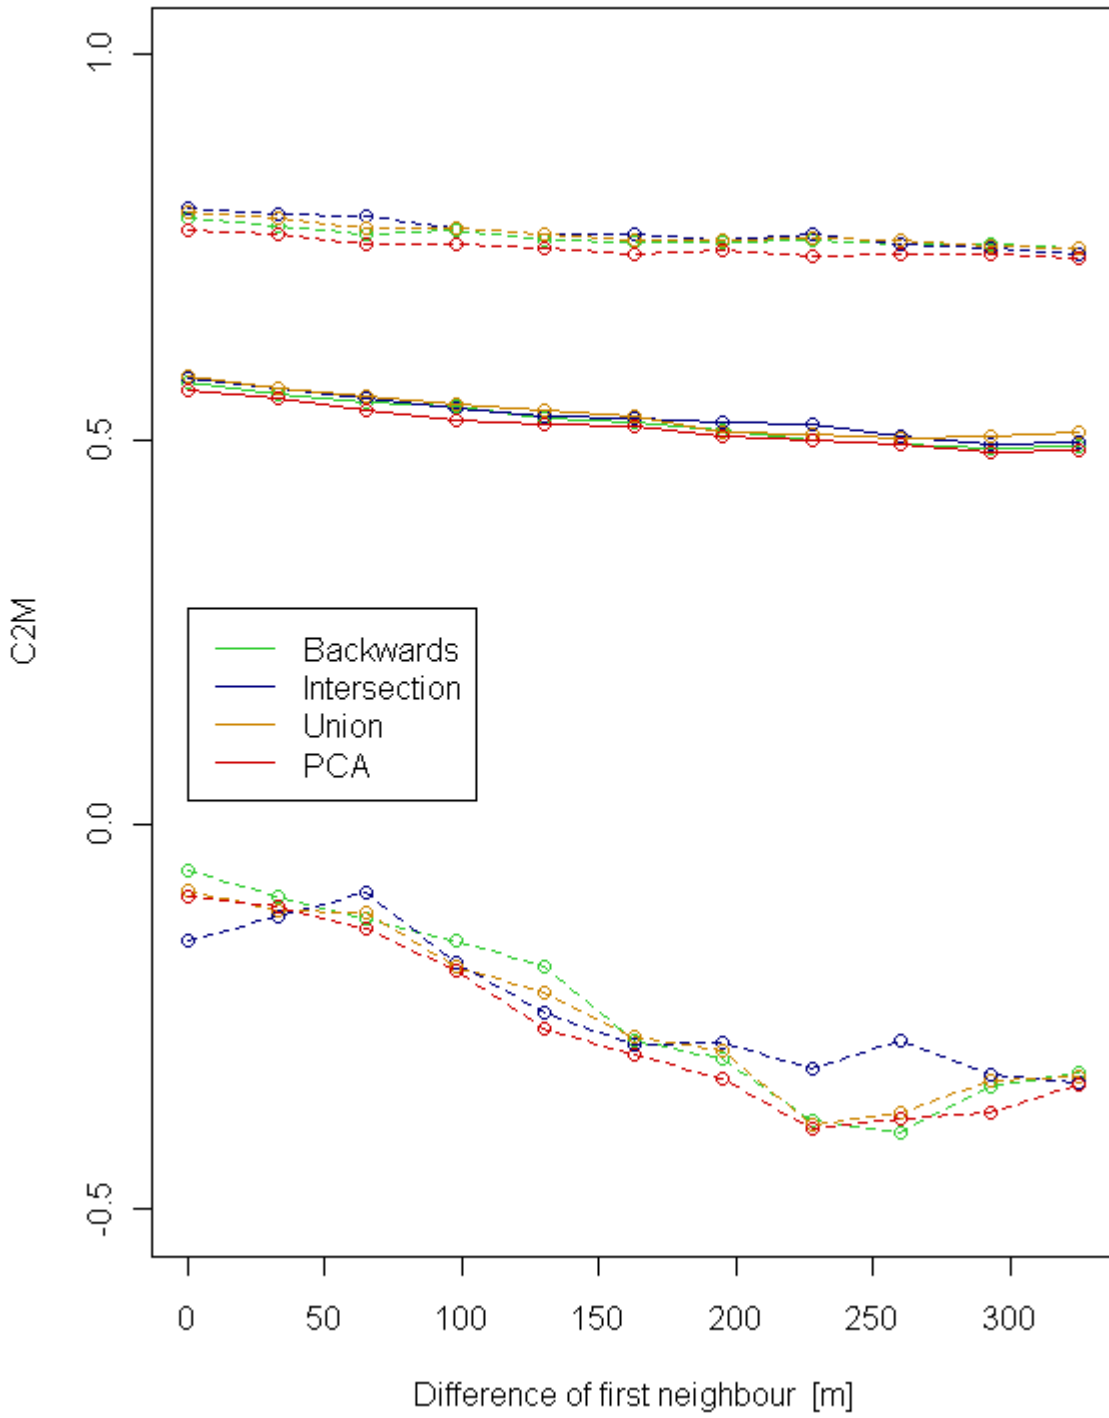 1.0
0.5
0.0
-0.5
C2M
Backwards
Intersection
Union
PCA
0 50 100 150 200 250 300
Difference of first neighbour [m]